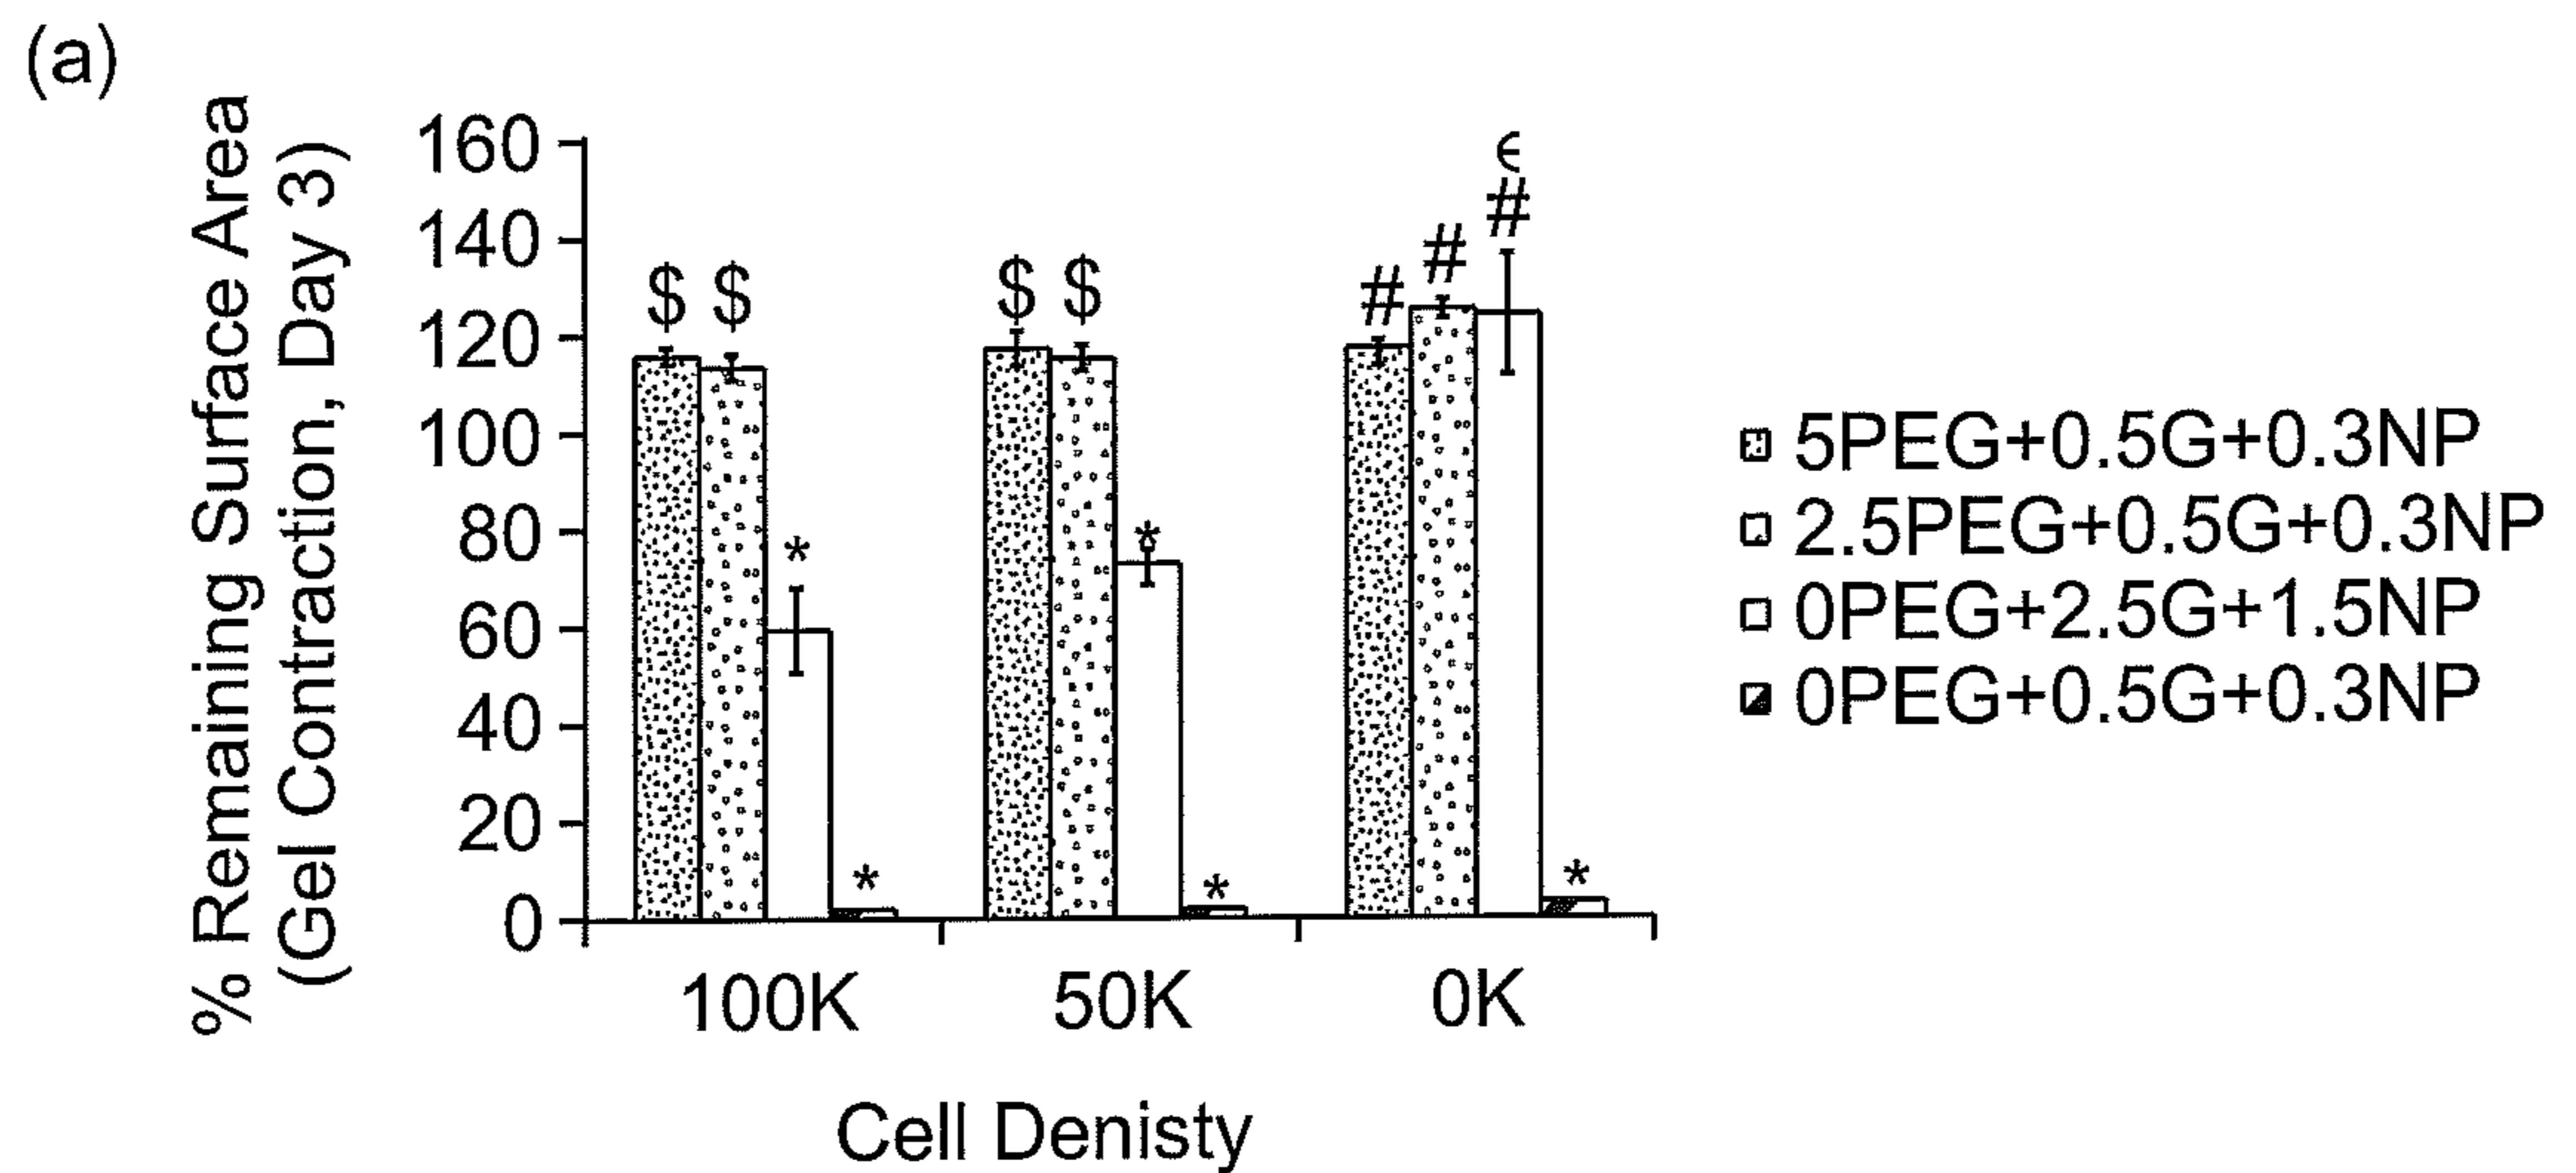 (a)
% Remaining Surface Area
(Gel Contraction, Day 3)
160
140
120
100
80
60
40
20
0
$ $
*
*
$ $
*
*
#
#
ϵ
#
*
100K
50K
0K
Cell Denisty
5PEG+0.5G+0.3NP
2.5PEG+0.5G+0.3NP
0PEG+2.5G+1.5NP
0PEG+0.5G+0.3NP